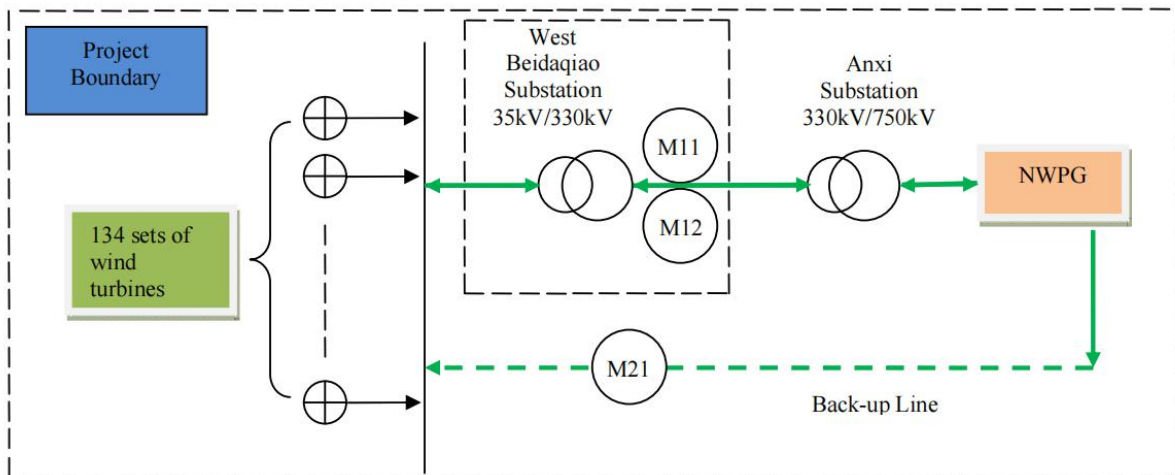 Project
Boundary
West
Beidaqiao
Substation
35kV/330kV
Anxi
Substation
330kV/750kV
M11
M12
NWPG
134 sets of
wind
turbines
M21
Back-up Line